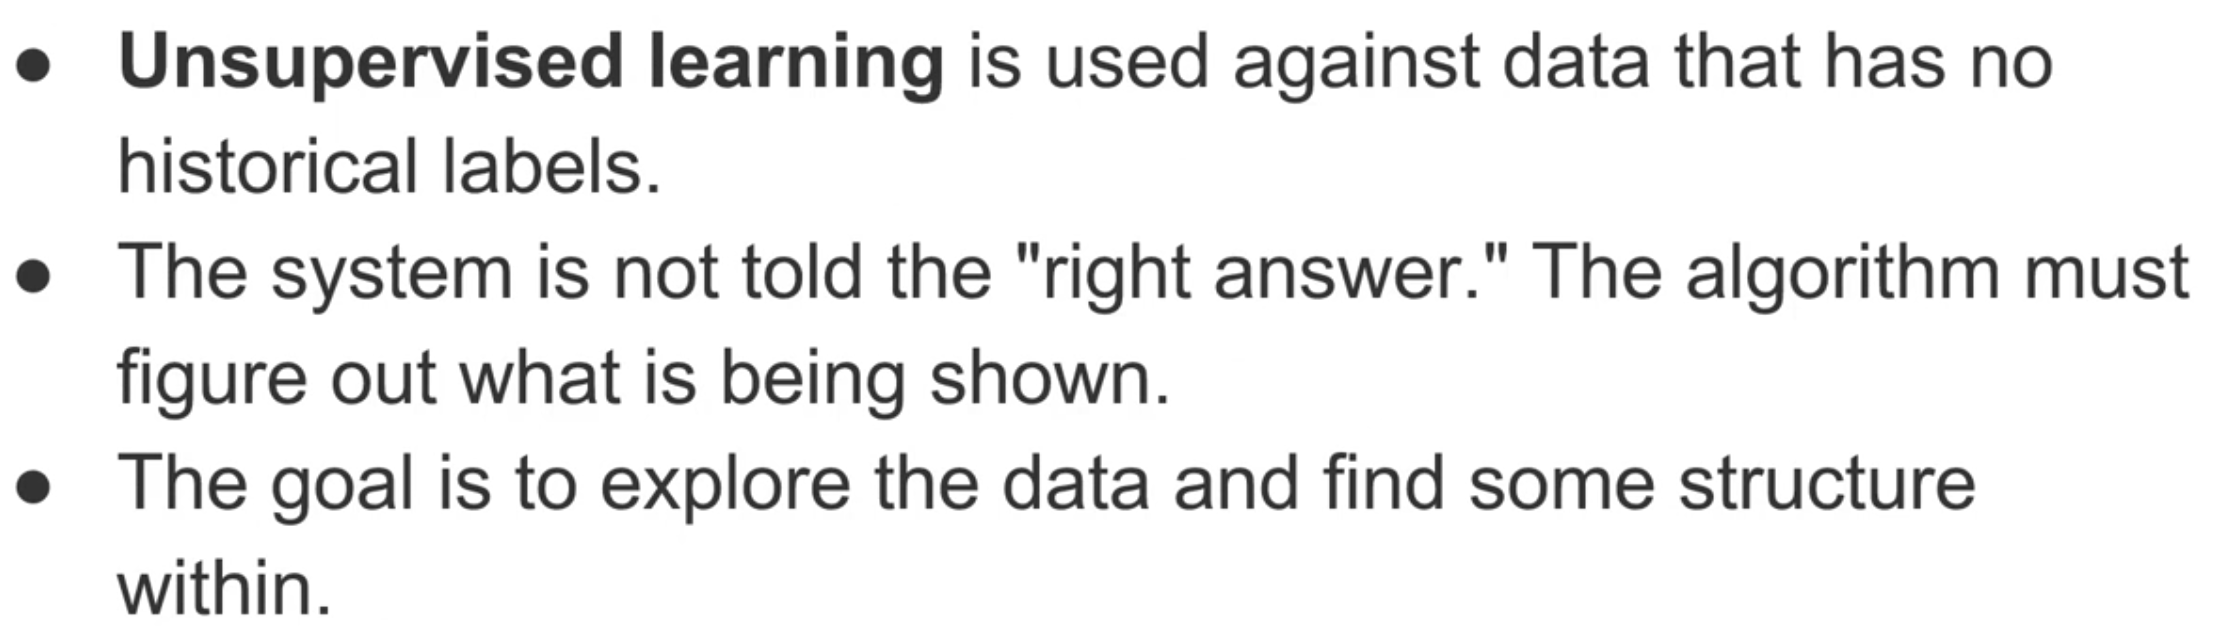 ● Unsupervised learning is used against data that has no
historical labels.
● The system is not told the "right answer." The algorithm must
figure out what is being shown.
● The goal is to explore the data and find some structure
within.